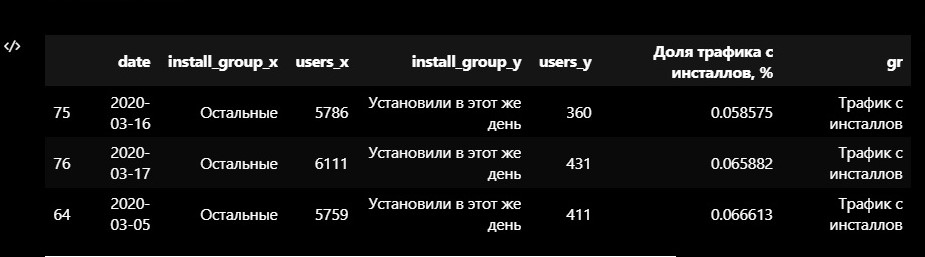 </>
date install_group_x users_x install_group_y users_y Доля трафика с инсталлов, % gr
75 2020-03-16 Остальные 5786 Установили в этот же день 360 0.058575 Трафик с инсталлов
76 2020-03-17 Остальные 6111 Установили в этот же день 431 0.065882 Трафик с инсталлов
64 2020-03-05 Остальные 5759 Установили в этот же день 411 0.066613 Трафик с инсталлов